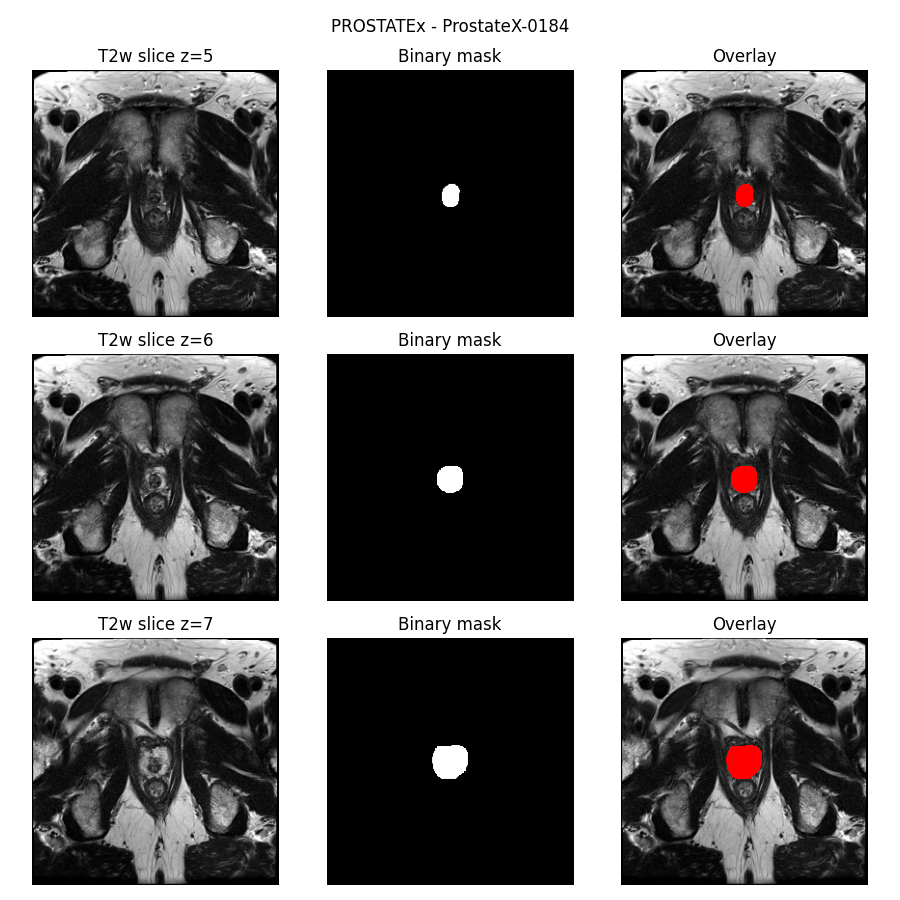 PROSTATEx - ProstateX-0184
T2w slice z=5 Binary mask Overlay
T2w slice z=6 Binary mask Overlay
T2w slice z=7 Binary mask Overlay